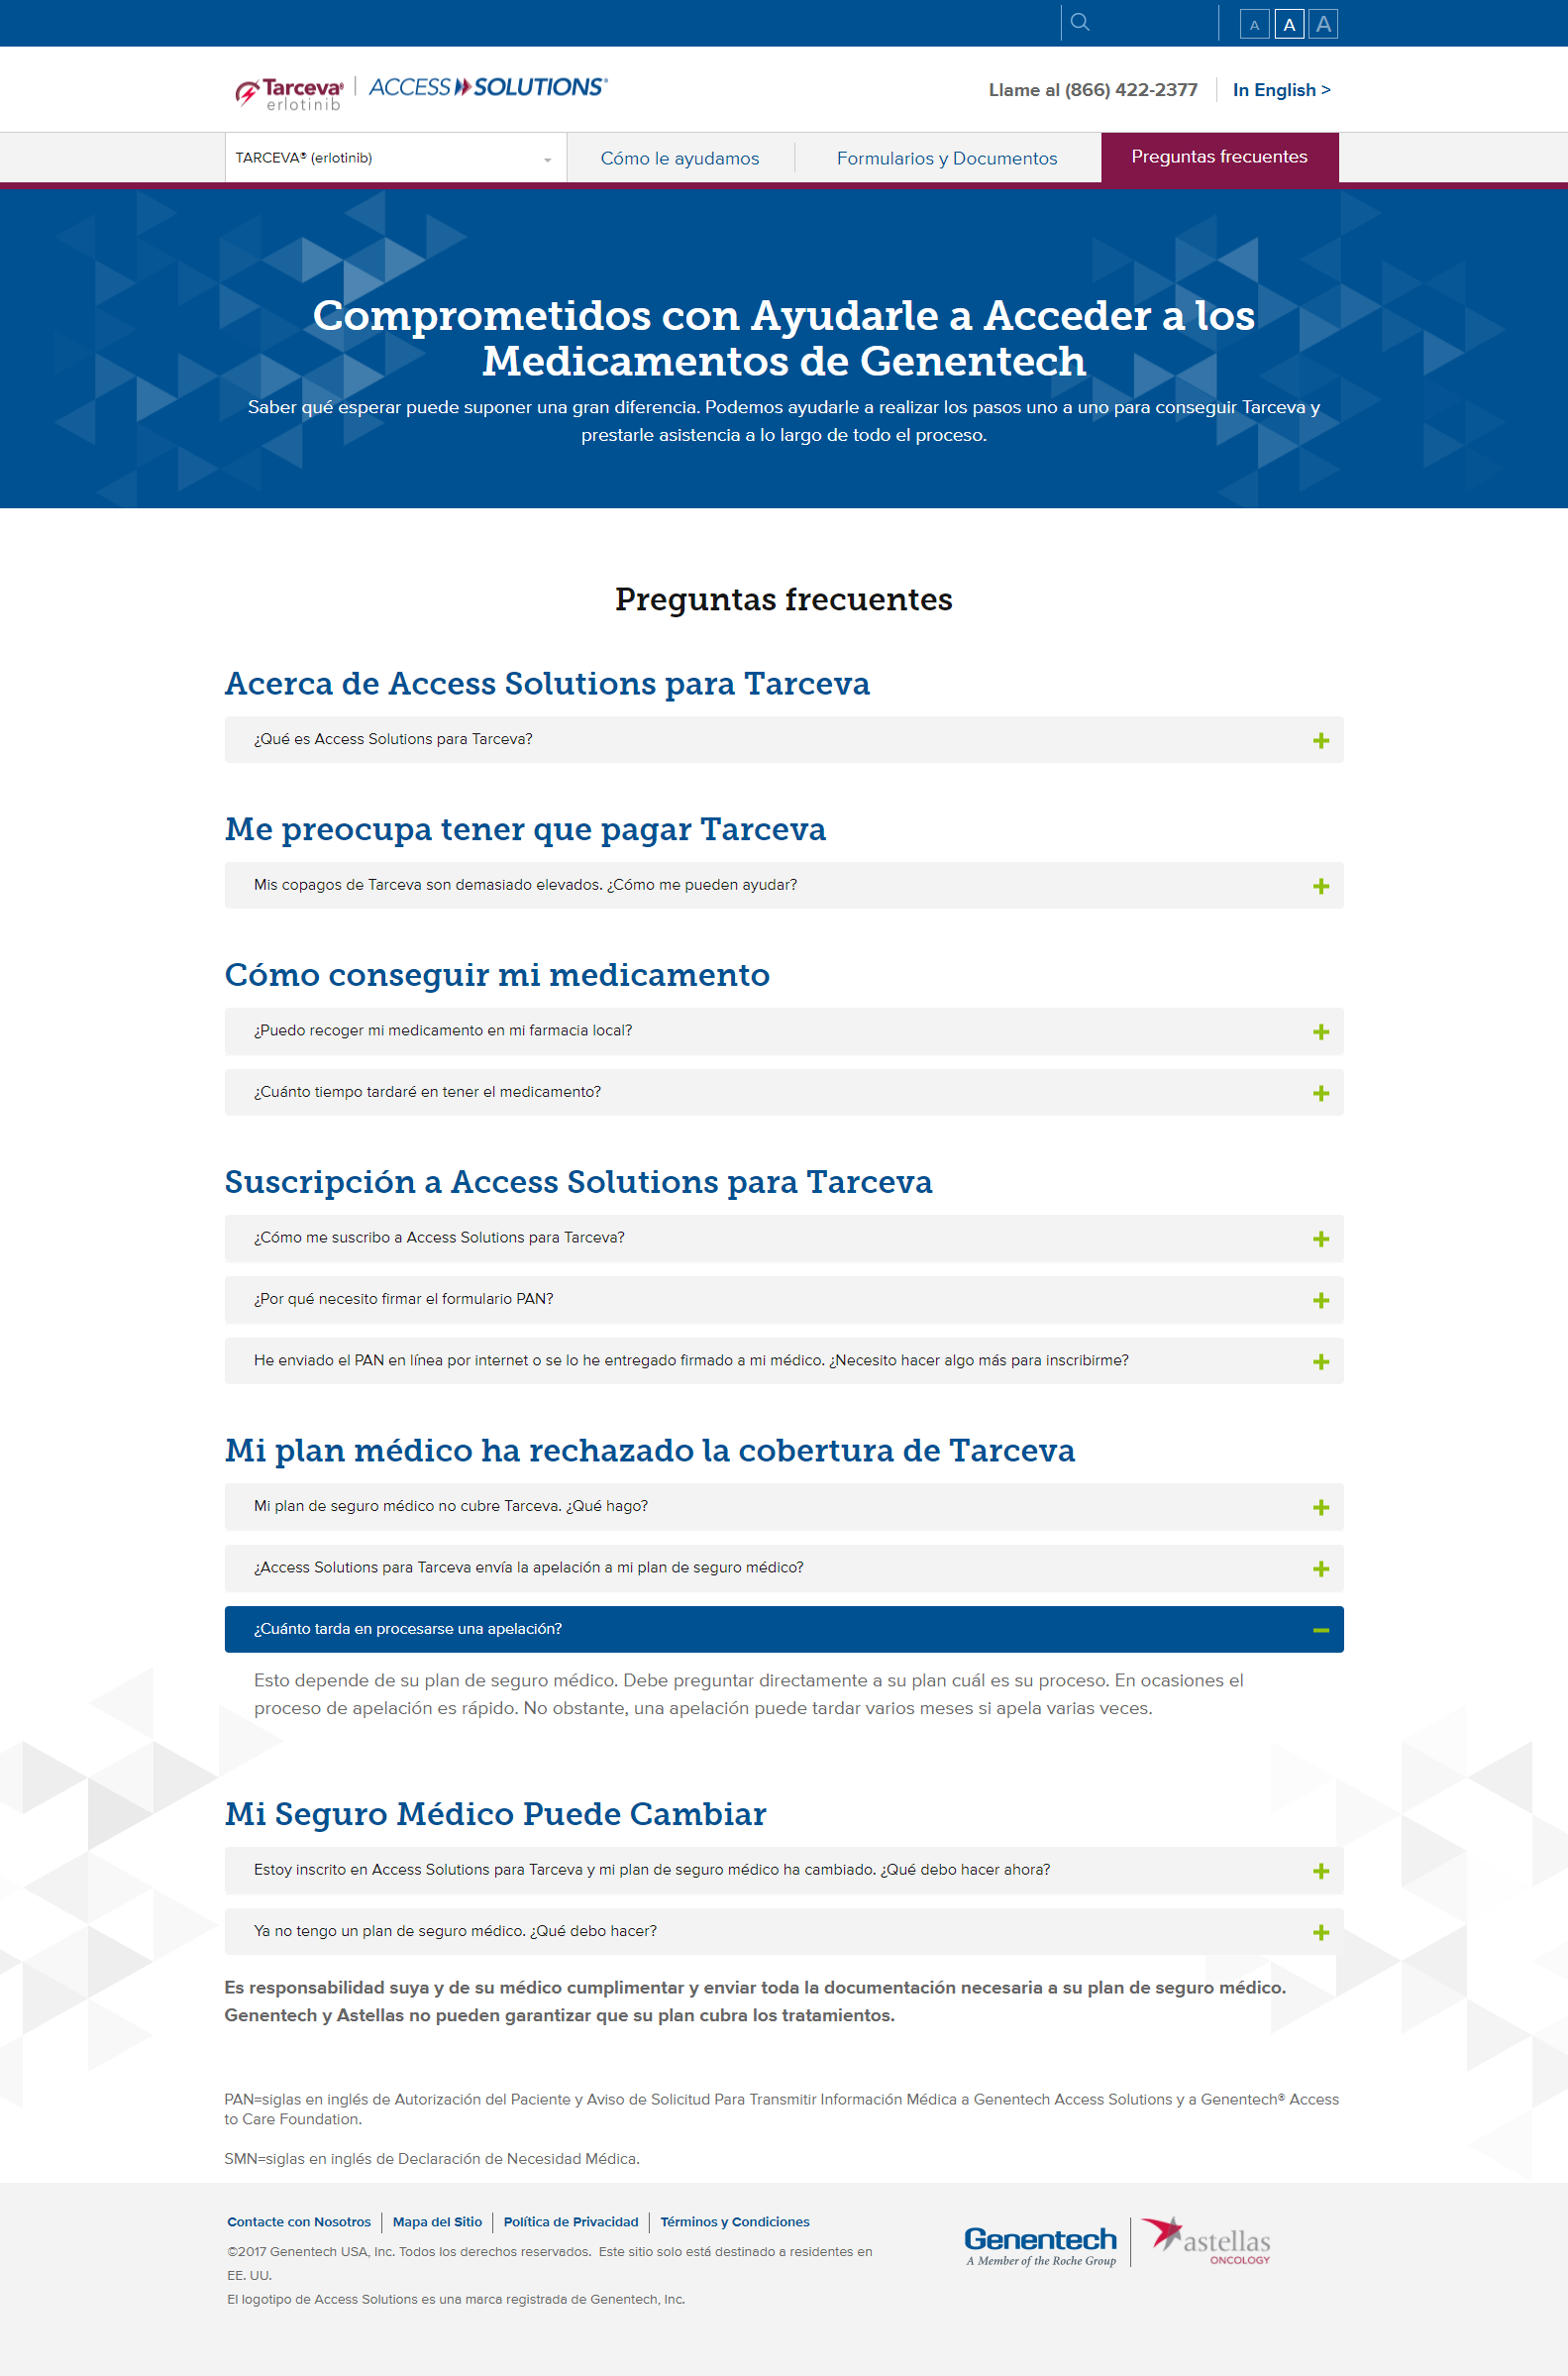 A A A
Tarceva® | ACCESS SOLUTIONS®
erlotinib
Llame al (866) 422-2377
In English >
TARCEVA® (erlotinib)
Cómo le ayudamos
Formularios y Documentos
Preguntas frecuentes
Comprometidos con Ayudarle a Acceder a los
Medicamentos de Genentech
Saber qué esperar puede suponer una gran diferencia. Podemos ayudarle a realizar los pasos uno a uno para conseguir Tarceva y
prestarle asistencia a lo largo de todo el proceso.
Preguntas frecuentes
Acerca de Access Solutions para Tarceva
¿Qué es Access Solutions para Tarceva?
Me preocupa tener que pagar Tarceva
Mis copagos de Tarceva son demasiado elevados. ¿Cómo me pueden ayudar?
Cómo conseguir mi medicamento
¿Puedo recoger mi medicamento en mi farmacia local?
¿Cuánto tiempo tardaré en tener el medicamento?
Suscripción a Access Solutions para Tarceva
¿Cómo me suscribo a Access Solutions para Tarceva?
¿Por qué necesito firmar el formulario PAN?
He enviado el PAN en línea por internet o se lo he entregado firmado a mi médico. ¿Necesito hacer algo más para inscribirme?
Mi plan médico ha rechazado la cobertura de Tarceva
Mi plan de seguro médico no cubre Tarceva. ¿Qué hago?
¿Access Solutions para Tarceva envía la apelación a mi plan de seguro médico?
¿Cuánto tarda en procesarse una apelación?
Esto depende de su plan de seguro médico. Debe preguntar directamente a su plan cuál es su proceso. En ocasiones el
proceso de apelación es rápido. No obstante, una apelación puede tardar varios meses si apela varias veces.
Mi Seguro Médico Puede Cambiar
Estoy inscrito en Access Solutions para Tarceva y mi plan de seguro médico ha cambiado. ¿Qué debo hacer ahora?
Ya no tengo un plan de seguro médico. ¿Qué debo hacer?
Es responsabilidad suya y de su médico cumplimentar y enviar toda la documentación necesaria a su plan de seguro médico.
Genentech y Astellas no pueden garantizar que su plan cubra los tratamientos.
PAN=siglas en inglés de Autorización del Paciente y Aviso de Solicitud Para Transmitir Información Médica a Genentech Access Solutions y a Genentech® Access
to Care Foundation.
SMN=siglas en inglés de Declaración de Necesidad Médica.
Contacte con Nosotros | Mapa del Sitio | Política de Privacidad | Términos y Condiciones
©2017 Genentech USA, Inc. Todos los derechos reservados. Este sitio solo está destinado a residentes en
EE. UU.
El logotipo de Access Solutions es una marca registrada de Genentech, Inc.
Genentech
A Member of the Roche Group
astellas
ONCOLOGY